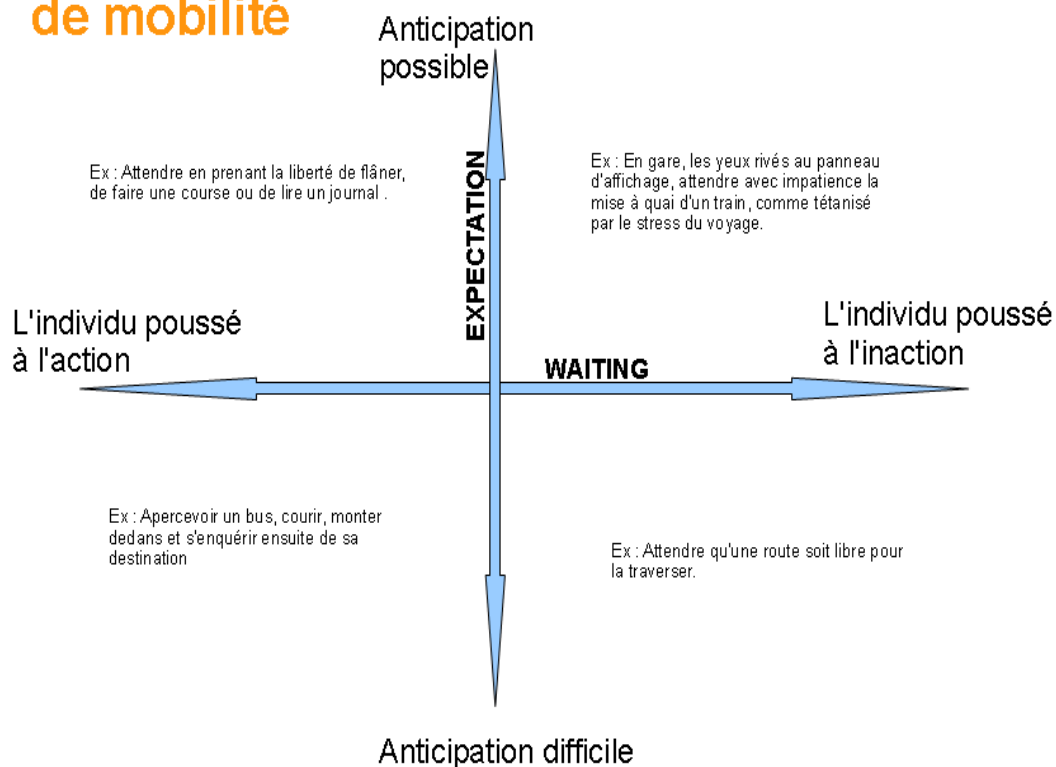 de mobilité
Anticipation
possible
Ex : Attendre en prenant la liberté de flâner,
de faire une course ou de lire un journal .
EXPECTATION
Ex : En gare, les yeux rivés au panneau
d'affichage, attendre avec impatience la
mise à quai d'un train, comme tétanisé
par le stress du voyage.
L'individu poussé
à l'action
L'individu poussé
à l'inaction
WAITING
Ex : Apercevoir un bus, courir, monter
dedans et s'enquérir ensuite de sa
destination
Ex : Attendre qu'une route soit libre pour
la traverser.
Anticipation difficile